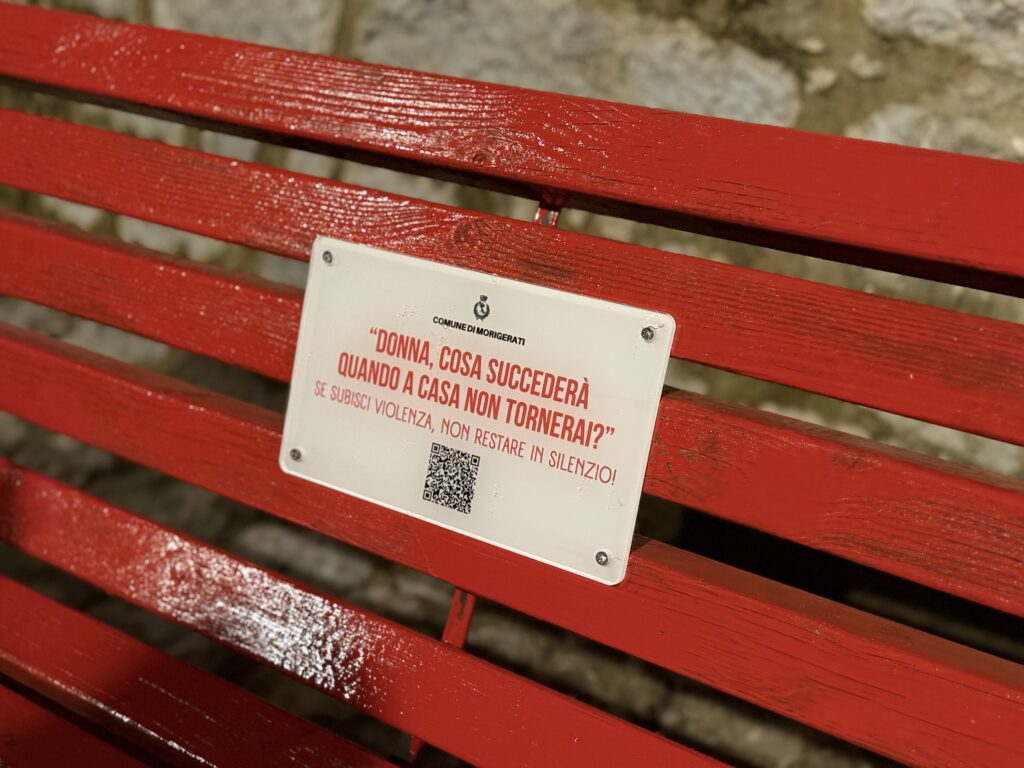 COMUNE DI MORIGERATI
“DONNA, COSA SUCCEDERÀ
QUANDO A CASA NON TORNERAI?”
SE SUBISCI VIOLENZA, NON RESTARE IN SILENZIO!